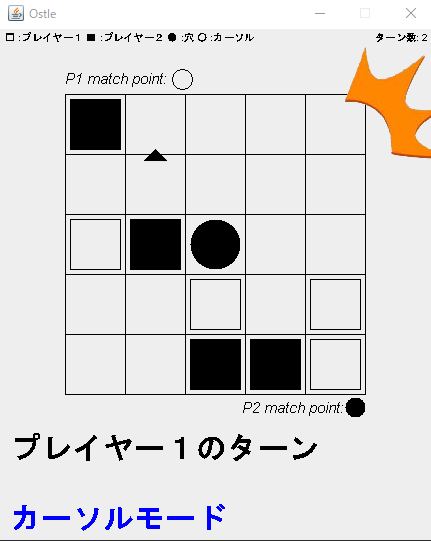 Ostle
□ :プレイヤー１ ■ :プレイヤー２ ● :穴 ○ :カーソル
ターン数: 2
P1 match point:
P2 match point:
プレイヤー１のターン
カーソルモード